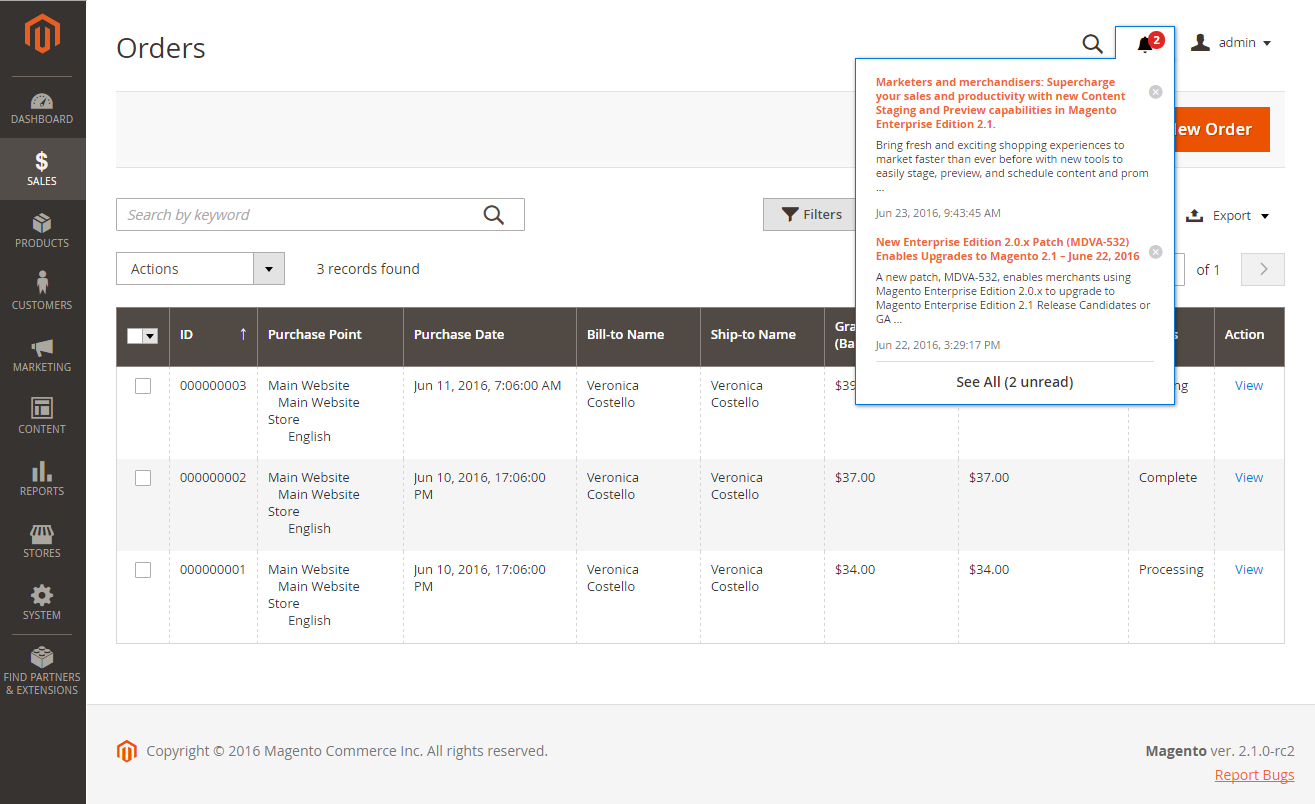 Orders
2
admin
DASHBOARD
SALES
PRODUCTS
CUSTOMERS
MARKETING
CONTENT
REPORTS
STORES
SYSTEM
FIND PARTNERS
& EXTENSIONS
Marketers and merchandisers: Supercharge
your sales and productivity with new Content
Staging and Preview capabilities in Magento
Enterprise Edition 2.1.
Bring fresh and exciting shopping experiences to
market faster than ever before with new tools to
easily stage, preview, and schedule content and prom
...
Jun 23, 2016, 9:43:45 AM
New Enterprise Edition 2.0.x Patch (MDVA-532)
Enables Upgrades to Magento 2.1 – June 22, 2016
A new patch, MDVA-532, enables merchants using
Magento Enterprise Edition 2.0.x to upgrade to
Magento Enterprise Edition 2.1 Release Candidates or
GA ...
Jun 22, 2016, 3:29:17 PM
See All (2 unread)
Order
Search by keyword
Filters
Export
Actions
3 records found
of 1
ID ↑ Purchase Point Purchase Date Bill-to Name Ship-to Name Action
000000003 Main Website Jun 11, 2016, 7:06:00 AM Veronica Veronica View
Main Website Costello Costello
Store
English
000000002 Main Website Jun 10, 2016, 17:06:00 Veronica Veronica $37.00 $37.00 Complete View
Main Website PM Costello Costello
Store
English
000000001 Main Website Jun 10, 2016, 17:06:00 Veronica Veronica $34.00 $34.00 Processing View
Main Website PM Costello Costello
Store
English
Copyright © 2016 Magento Commerce Inc. All rights reserved.
Magento ver. 2.1.0-rc2
Report Bugs